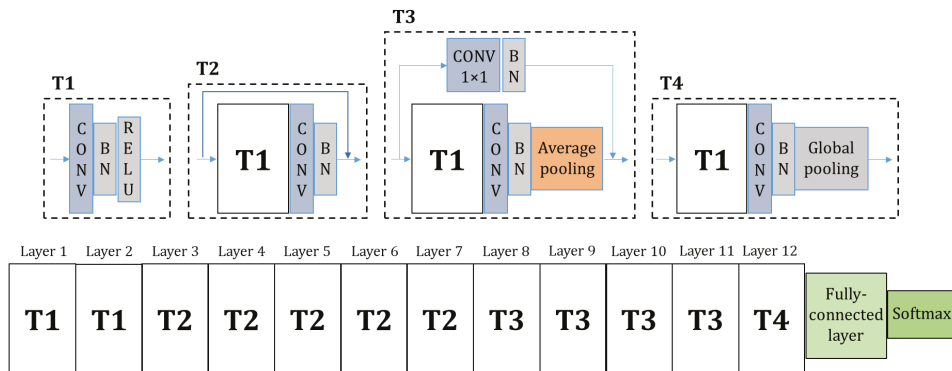 T1
C
O
N
V
B
N
R
E
L
U
T2
T1
C
O
N
V
B
N
T3
CONV
1×1
B
N
T1
C
O
N
V
B
N
Average
pooling
T4
T1
C
O
N
V
B
N
Global
pooling
Layer 1 Layer 2 Layer 3 Layer 4 Layer 5 Layer 6 Layer 7 Layer 8 Layer 9 Layer 10 Layer 11 Layer 12
T1 T1 T2 T2 T2 T2 T2 T3 T3 T3 T3 T4
Fully-
connected
layer
Softmax